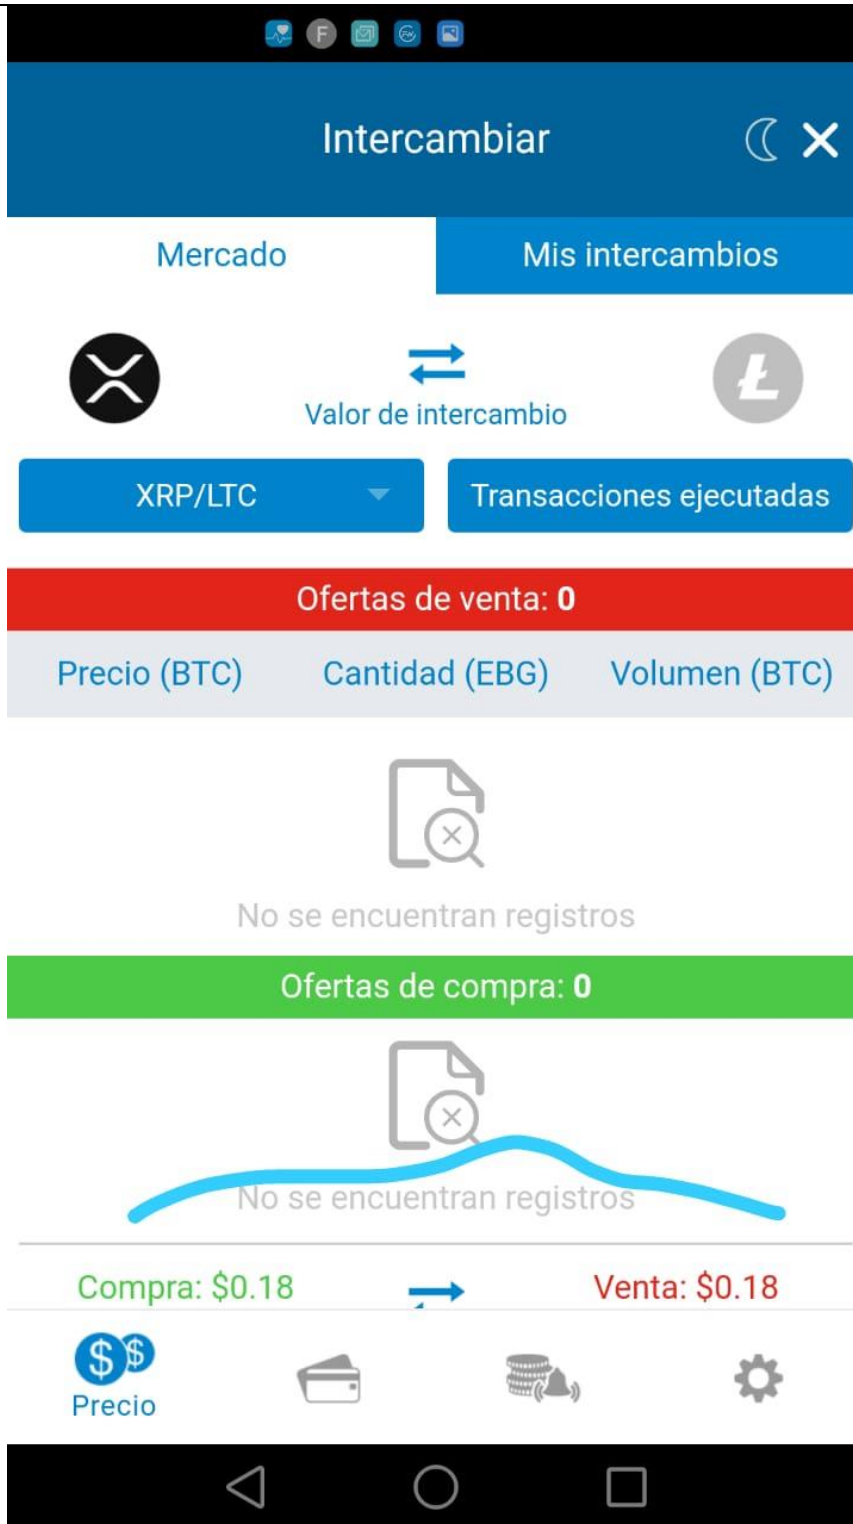 Intercambiar
Mercado Mis intercambios
Valor de intercambio
XRP/LTC Transacciones ejecutadas
Ofertas de venta: 0
Precio (BTC) Cantidad (EBG) Volumen (BTC)
No se encuentran registros
Ofertas de compra: 0
No se encuentran registros
Compra: $0.18 Venta: $0.18
Precio